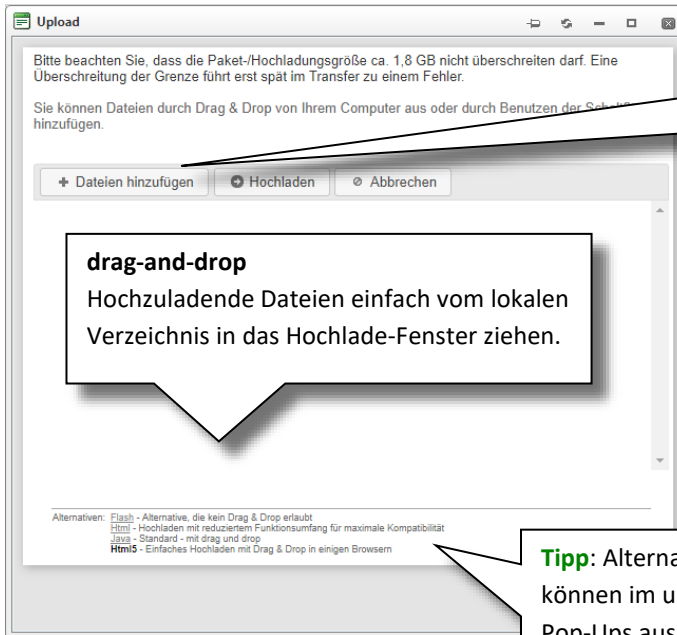 Upload
Bitte beachten Sie, dass die Paket-/Hochladungsgröße ca. 1,8 GB nicht überschreiten darf. Eine
Überschreitung der Grenze führt erst spät im Transfer zu einem Fehler.
Sie können Dateien durch Drag & Drop von Ihrem Computer aus oder durch Benutzen der
hinzufügen.
+ Dateien hinzufügen Hochladen Abbrechen
drag-and-drop
Hochzuladende Dateien einfach vom lokalen
Verzeichnis in das Hochlade-Fenster ziehen.
Alternativen: Flash - Alternative, die kein Drag & Drop erlaubt
Html - Hochladen mit reduziertem Funktionsumfang für maximale Kompatibilität
Java - Standard - mit drag und drop
Html5 - Einfaches Hochladen mit Drag & Drop in einigen Browsern
Tipp: Alterna
können im u
Pop-Ups aus